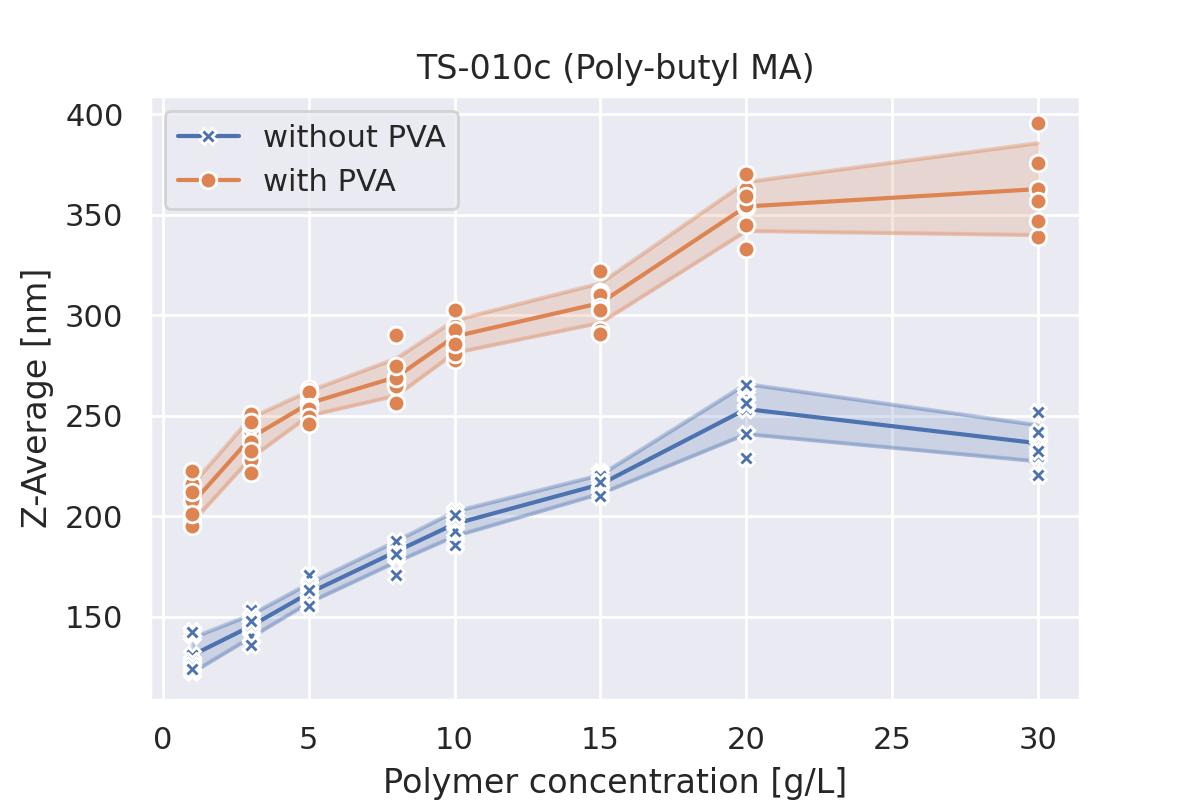 TS-010c (Poly-butyl MA)
without PVA
with PVA
Z-Average [nm]
400
350
300
250
200
150
0 5 10 15 20 25 30
Polymer concentration [g/L]